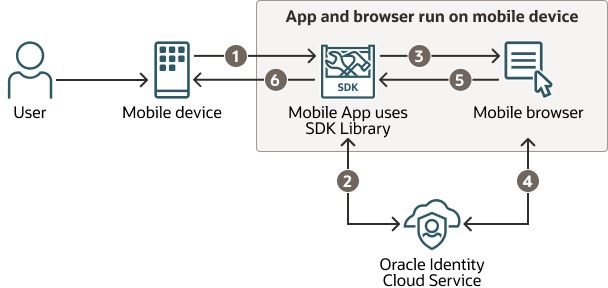 App and browser run on mobile device
1
3
6
5
SDK
User
Mobile device
Mobile App uses
SDK Library
Mobile browser
2
4
Oracle Identity
Cloud Service